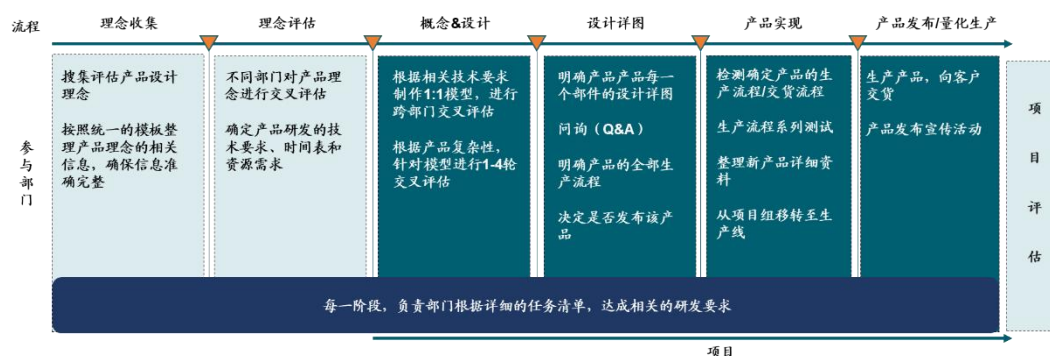 流程
理念收集
理念评估
概念&设计
设计详图
产品实现
产品发布/量化生产
参与部门
搜集评估产品设计
理念
按照统一的模板整
理产品理念的相关
信息，确保信息准
确完整
不同部门对产品理
念进行交叉评估
确定产品研发的技
术要求、时间表和
资源需求
根据相关技术要求
制作1:1模型，进行
跨部门交叉评估
根据产品复杂性，
针对模型进行1-4轮
交叉评估
明确产品产品每一
个部件的设计详图
问询（Q&A）
明确产品的全部生
产流程
决定是否发布该产
品
检测确定产品的生
产流程/交货流程
生产流程系列测试
整理新产品详细资
料
从项目组移转至生
产线
生产产品，向客户
交货
产品发布宣传活动
项目评估
每一阶段，负责部门根据详细的任务清单，达成相关的研发要求
项目